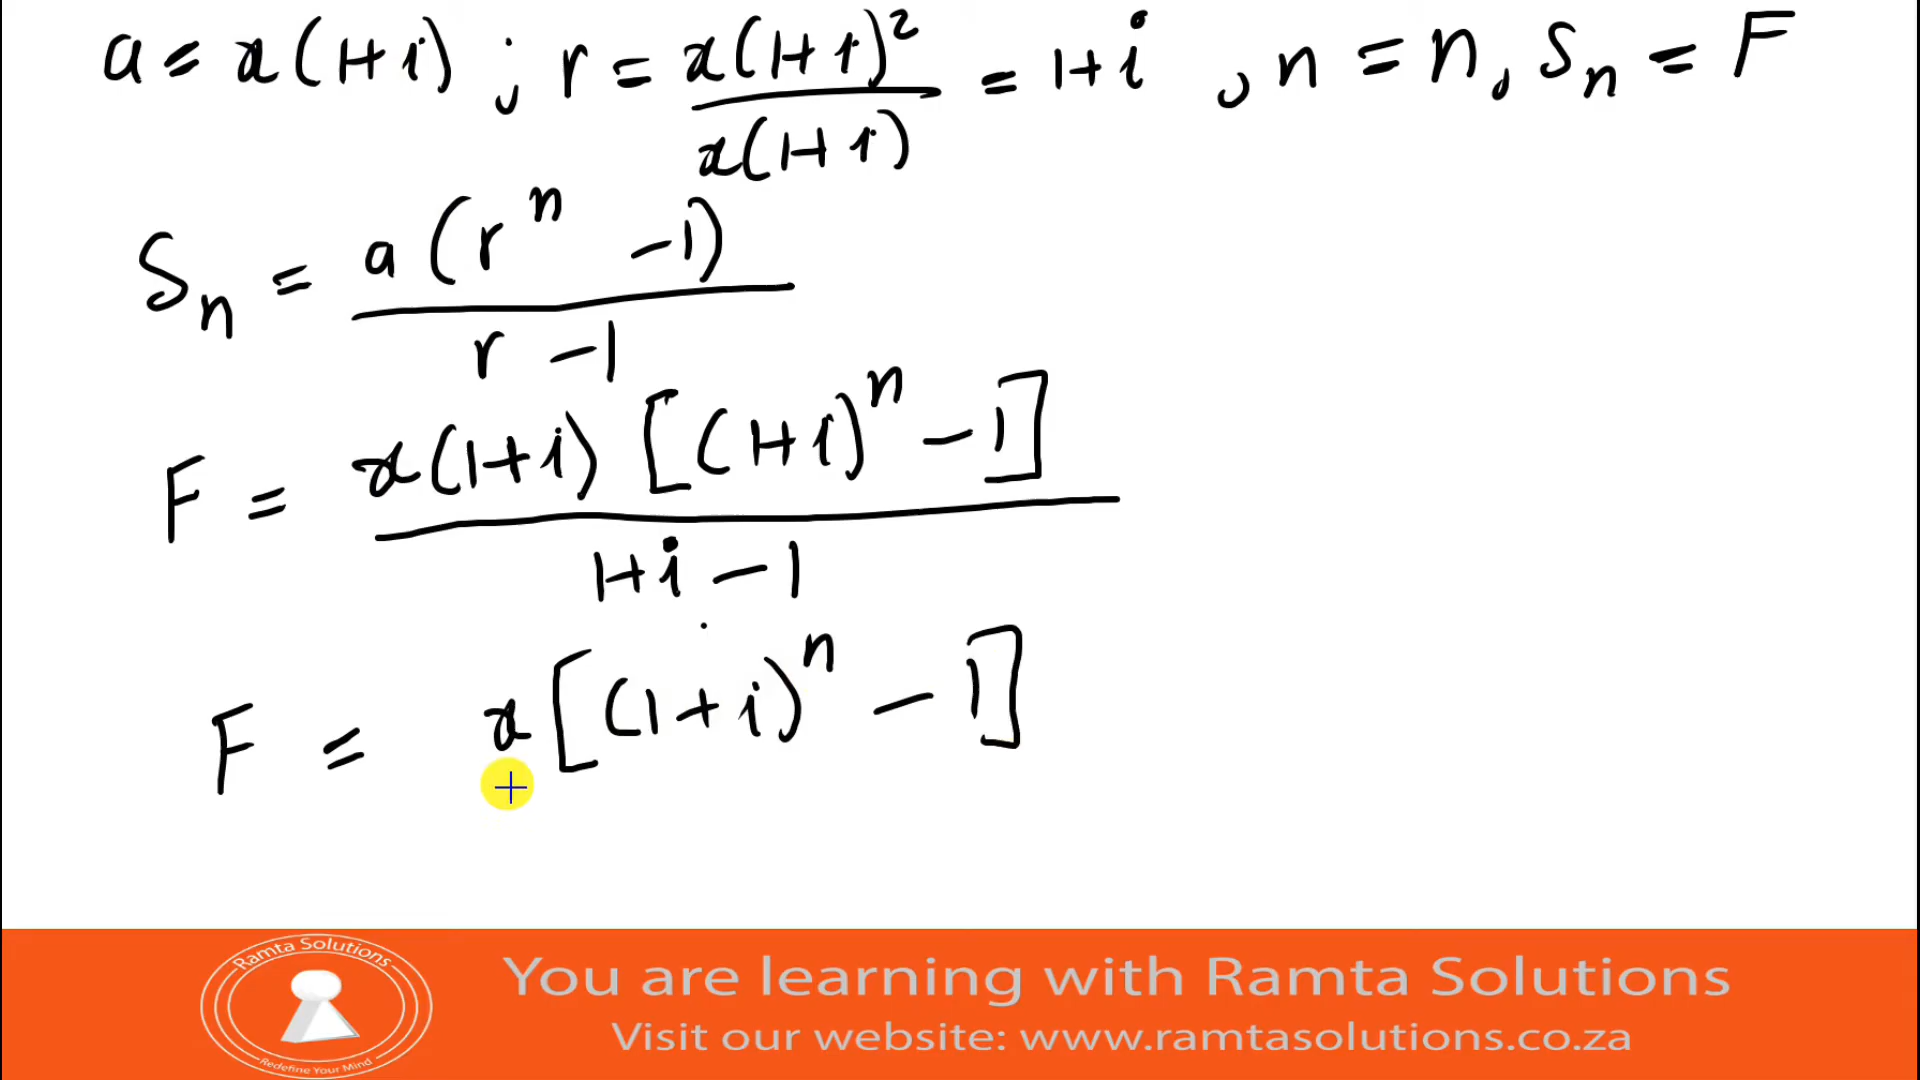 a = x(1+i) ; r = x(1+i)² / x(1+i) = 1+i , n = n, Sn = F
Sn = a(rⁿ - 1) / r - 1
F = x(1+i) [(1+i)ⁿ - 1] / 1+i - 1
F = x[(1+i)ⁿ - 1]
Ramta Solutions
Redefine Your Mind
You are learning with Ramta Solutions
Visit our website: www.ramtasolutions.co.za